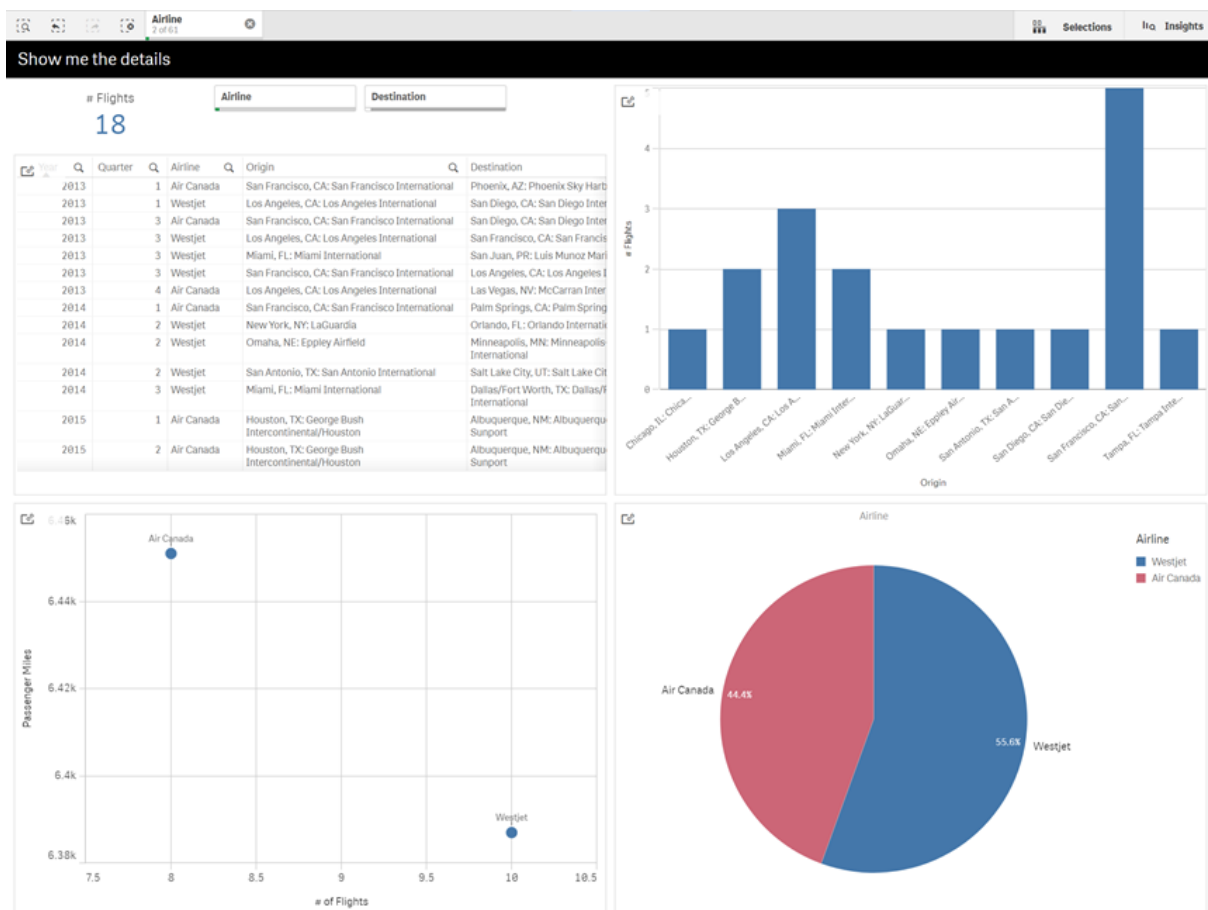 Airline
2 of 61
Selections
Insights
Show me the details
# Flights
18
Airline
Destination
Year Quarter Airline Origin Destination
2013 1 Air Canada San Francisco, CA: San Francisco International Phoenix, AZ: Phoenix Sky Harb
2013 1 Westjet Los Angeles, CA: Los Angeles International San Diego, CA: San Diego Inter
2013 3 Air Canada San Francisco, CA: San Francisco International San Diego, CA: San Diego Inter
2013 3 Westjet Los Angeles, CA: Los Angeles International San Francisco, CA: San Francis
2013 3 Westjet Miami, FL: Miami International San Juan, PR: Luis Munoz Mari
2013 3 Westjet San Francisco, CA: San Francisco International Los Angeles, CA: Los Angeles I
2013 4 Air Canada Los Angeles, CA: Los Angeles International Las Vegas, NV: McCarran Inter
2014 1 Air Canada San Francisco, CA: San Francisco International Palm Springs, CA: Palm Spring
2014 2 Westjet New York, NY: LaGuardia Orlando, FL: Orlando Internati
2014 2 Westjet Omaha, NE: Eppley Airfield Minneapolis, MN: Minneapolis-
International
2014 2 Westjet San Antonio, TX: San Antonio International Salt Lake City, UT: Salt Lake Cit
2014 3 Westjet Miami, FL: Miami International Dallas/Fort Worth, TX: Dallas/F
International
2015 1 Air Canada Houston, TX: George Bush Albuquerque, NM: Albuquerqu
Intercontinental/Houston Sunport
2015 2 Air Canada Houston, TX: George Bush Albuquerque, NM: Albuquerqu
Intercontinental/Houston Sunport
5
4
3
2
1
0
# Flights
Chicago, IL: Chica...
Houston, TX: George B...
Los Angeles, CA: Los A...
Miami, FL: Miami Inter...
New York, NY: LaGuar...
Omaha, NE: Eppley Air...
San Antonio, TX: San A...
San Diego, CA: San Die...
San Francisco, CA: San...
Tampa, FL: Tampa Inte...
Origin
6.46k
6.44k
6.42k
6.4k
6.38k
Passenger Miles
Air Canada
Westjet
7.5 8 8.5 9 9.5 10 10.5
# of Flights
Airline
Airline
Westjet
Air Canada
Air Canada
44.4%
55.6%
Westjet